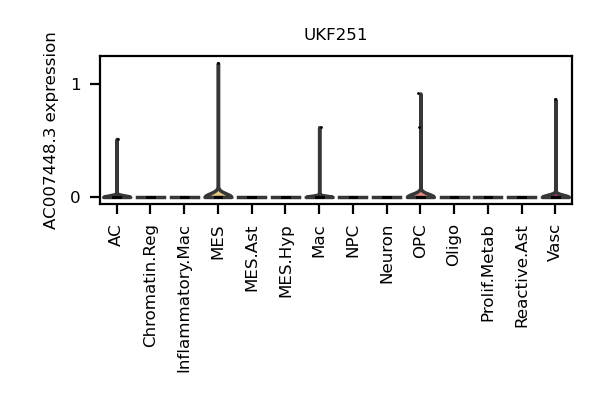 UKF251
AC007448.3 expression
1
0
AC
Chromatin.Reg
Inflammatory.Mac
MES
MES.Ast
MES.Hyp
Mac
NPC
Neuron
OPC
Oligo
Prolif.Metab
Reactive.Ast
Vasc